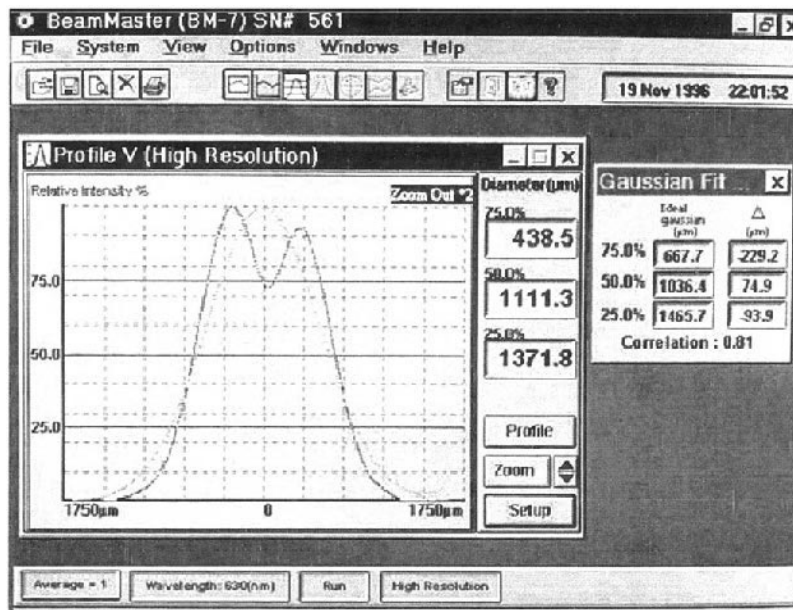 BeamMaster (BM-7) SN# 561
File System View Options Windows Help
19 Nov 1996 22:01:52
Profile V (High Resolution)
Relative Intensity %
Zoom Out *2
75.0
50.0
25.0
1750µm 0 1750µm
Diameter(µm)
75.0%
438.5
50.0%
1111.3
25.0%
1371.8
Profile
Zoom
Setup
Gaussian Fit ...
Ideal gaussian (µm) Δ (µm)
75.0% 667.7 -229.2
50.0% 1036.4 74.9
25.0% 1465.7 -93.9
Correlation : 0.81
Average = 1 Wavelength: 630(nm) Run High Resolution